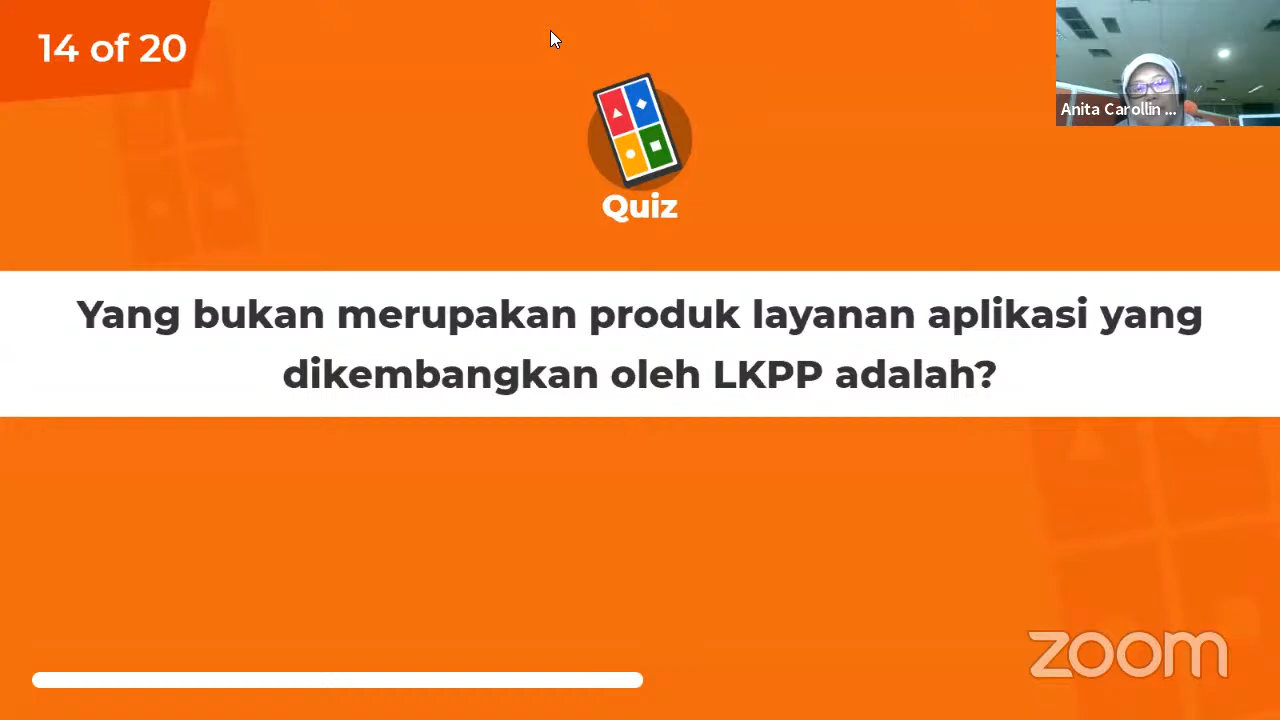 14 of 20
Anita Carollin ...
Quiz
Yang bukan merupakan produk layanan aplikasi yang
dikembangkan oleh LKPP adalah?
zoom